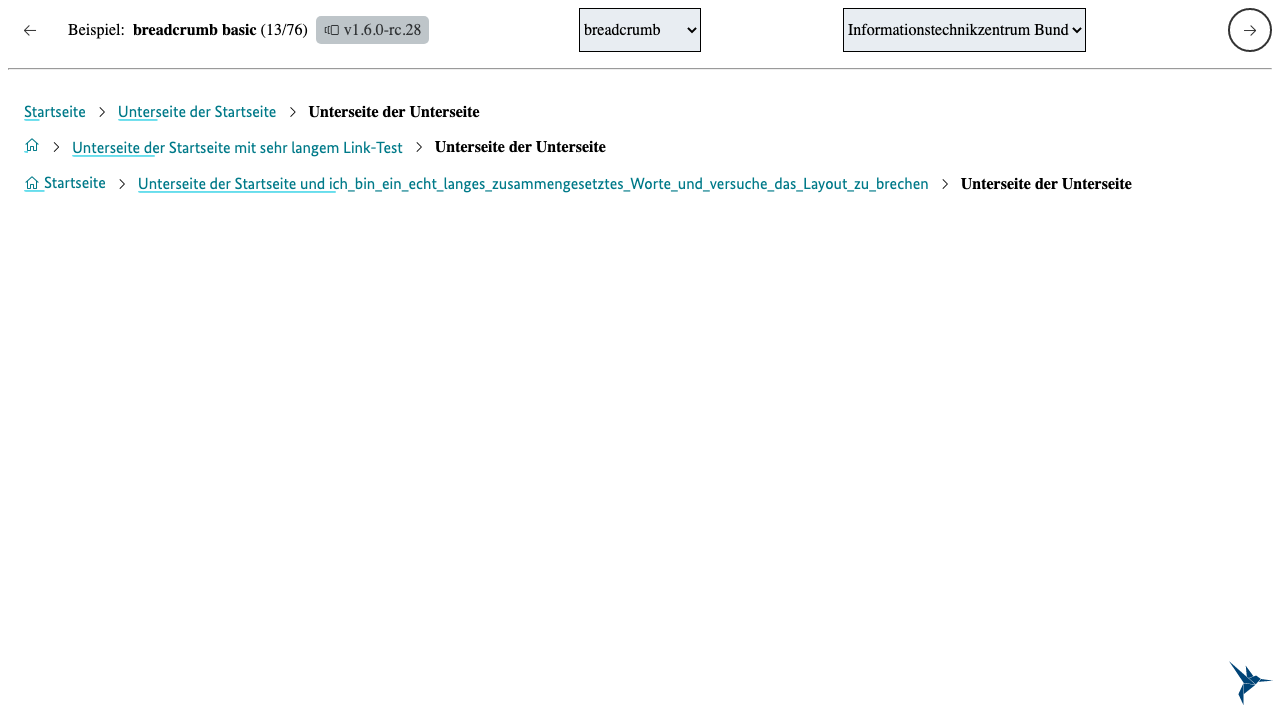 Beispiel: breadcrumb basic (13/76) v1.6.0-rc.28 breadcrumb Informationstechnikzentrum Bund
Startseite Unterseite der Startseite Unterseite der Unterseite
Unterseite der Startseite mit sehr langem Link-Test Unterseite der Unterseite
Startseite Unterseite der Startseite und ich_bin_ein_echt_langes_zusammengesetztes_Worte_und_versuche_das_Layout_zu_brechen Unterseite der Unterseite